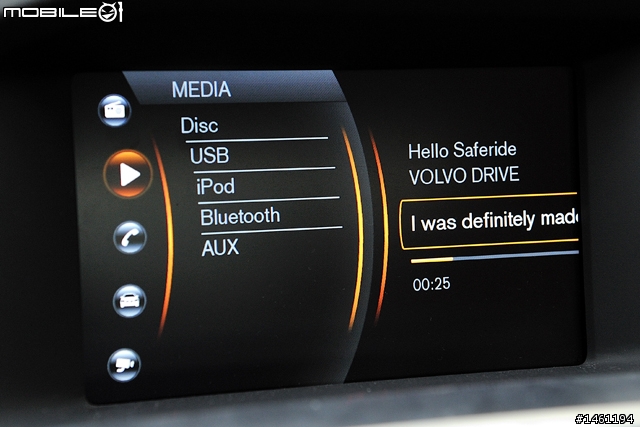 MOBILE01
MEDIA
Disc
USB
iPod
Bluetooth
AUX
Hello Saferide
VOLVO DRIVE
I was definitely made
00:25
#1461194